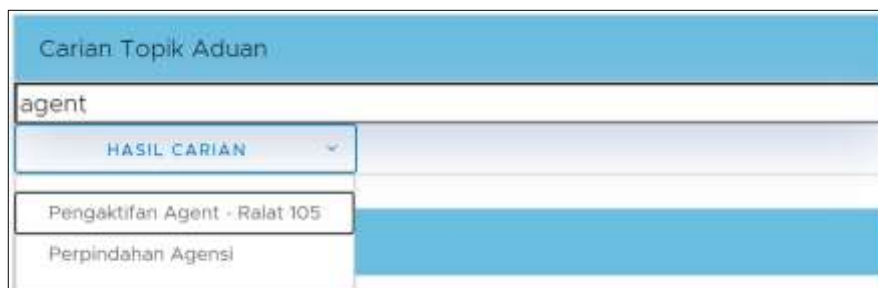 Carian Topik Aduan
agent
HASIL CARIAN
Pengaktifan Agent - Ralat 105
Perpindahan Agensi